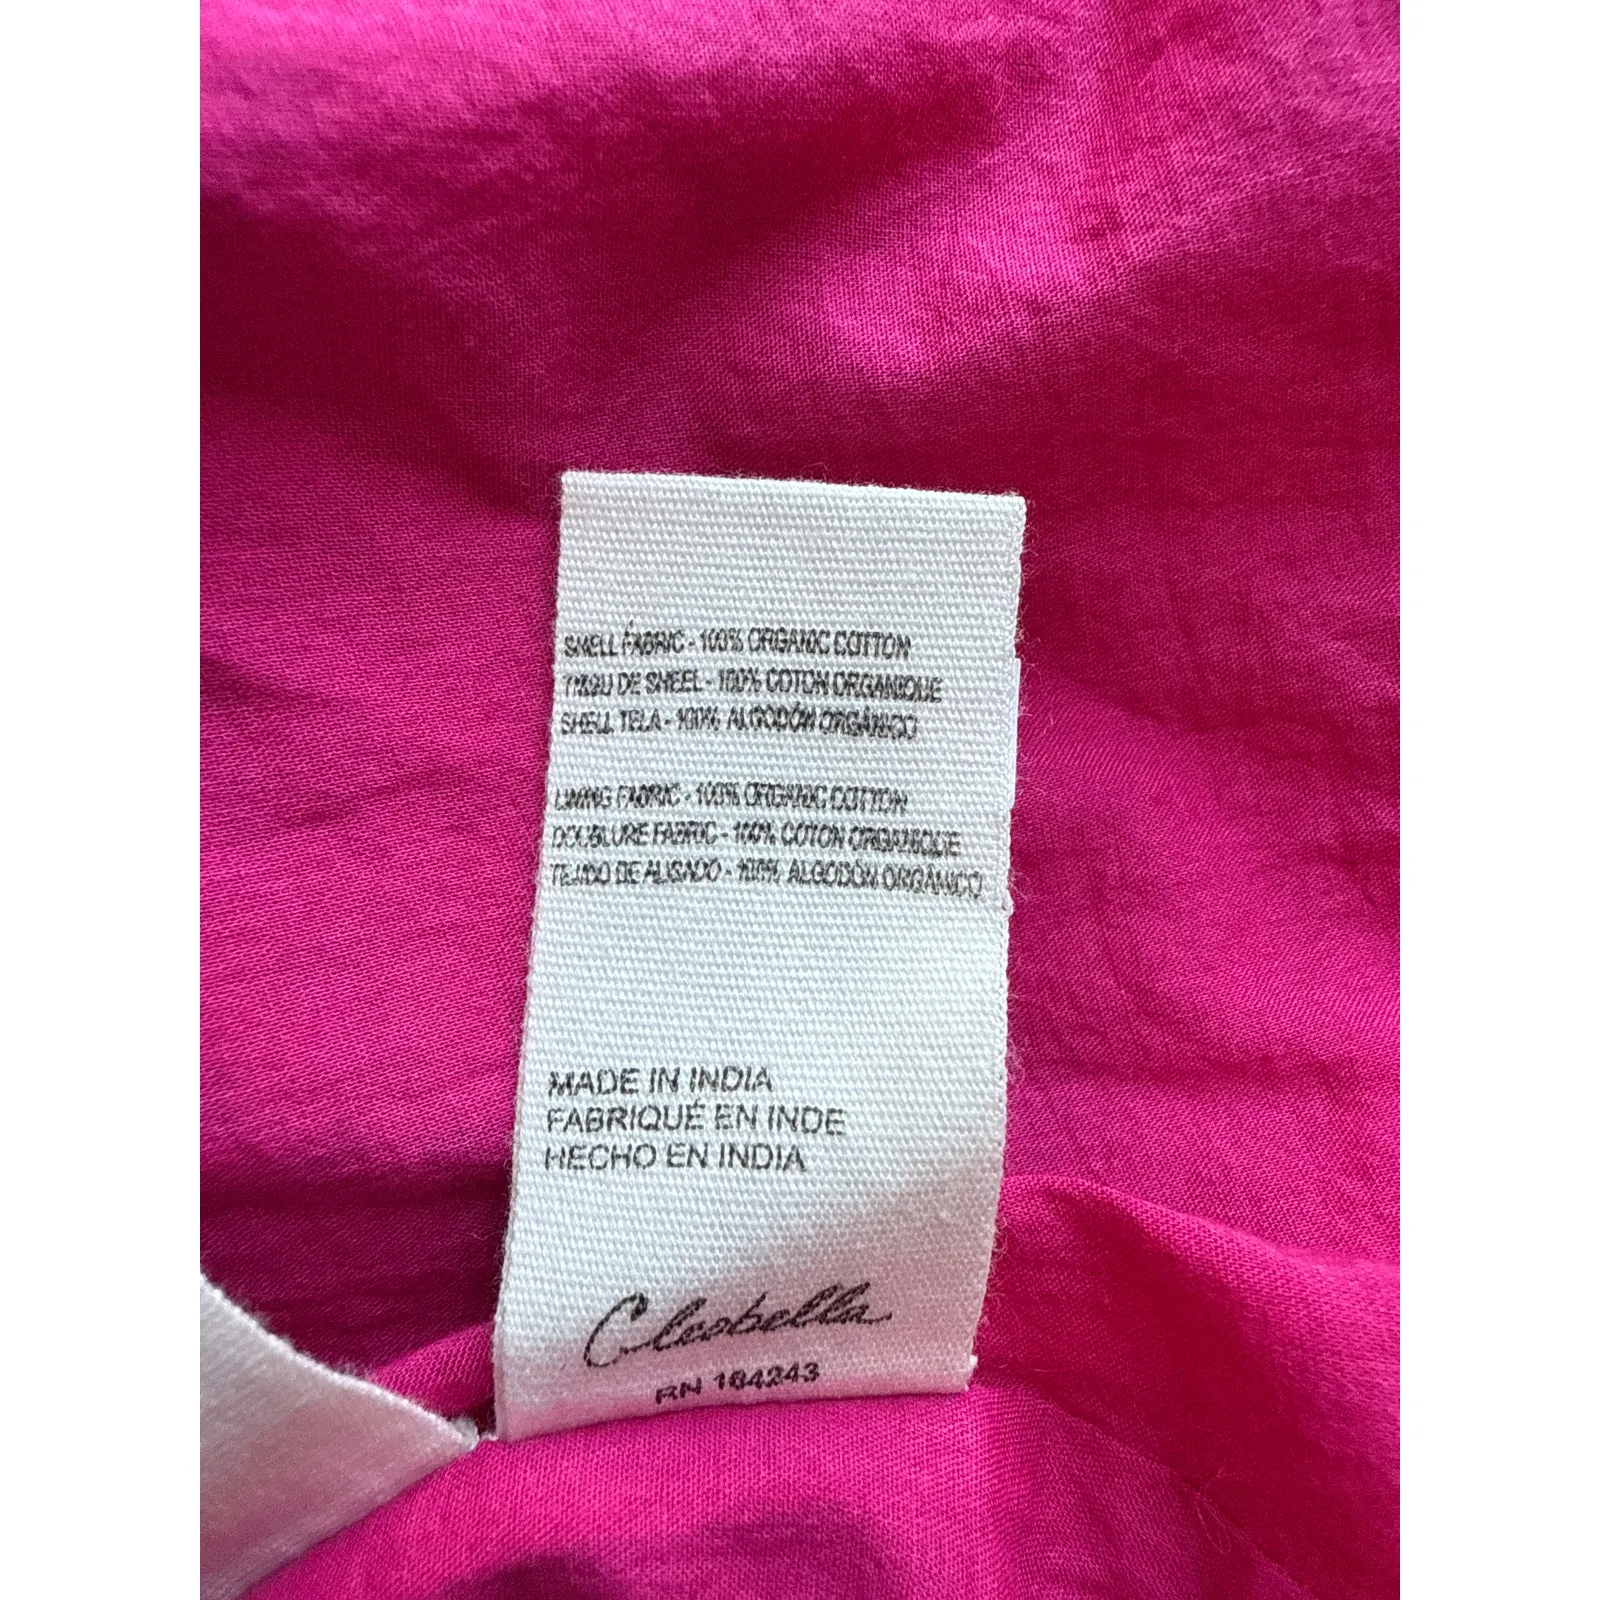 SHELL FABRIC - 100% ORGANIC COTTON
TISSU DE SHEEL - 100% COTON ORGANIQUE
SHELL TELA - 100% ALGODÓN ORGÁNICO
LINING FABRIC - 100% ORGANIC COTTON
DOUBLURE FABRIC - 100% COTON ORGANIQUE
TEJIDO DE ALISADO - 100% ALGODÓN ORGÁNICO
MADE IN INDIA
FABRIQUÉ EN INDE
HECHO EN INDIA
Cleobella
RN 164243